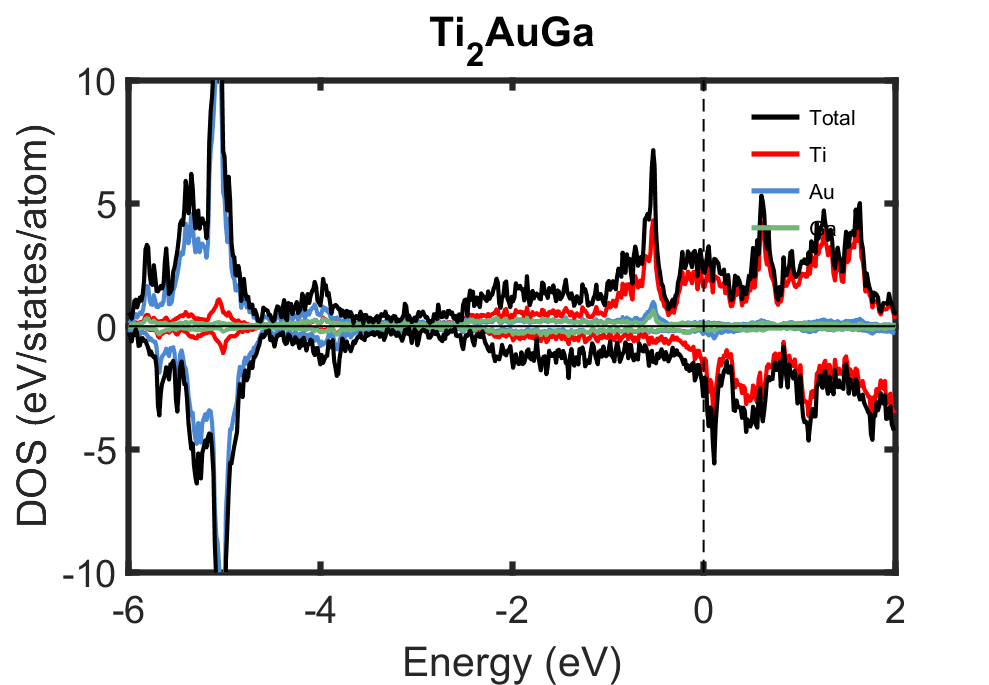 Ti2AuGa
10
5
0
-5
-10
DOS (eV/states/atom)
Total
Ti
Au
Ga
-6
-4
-2
0
2
Energy (eV)